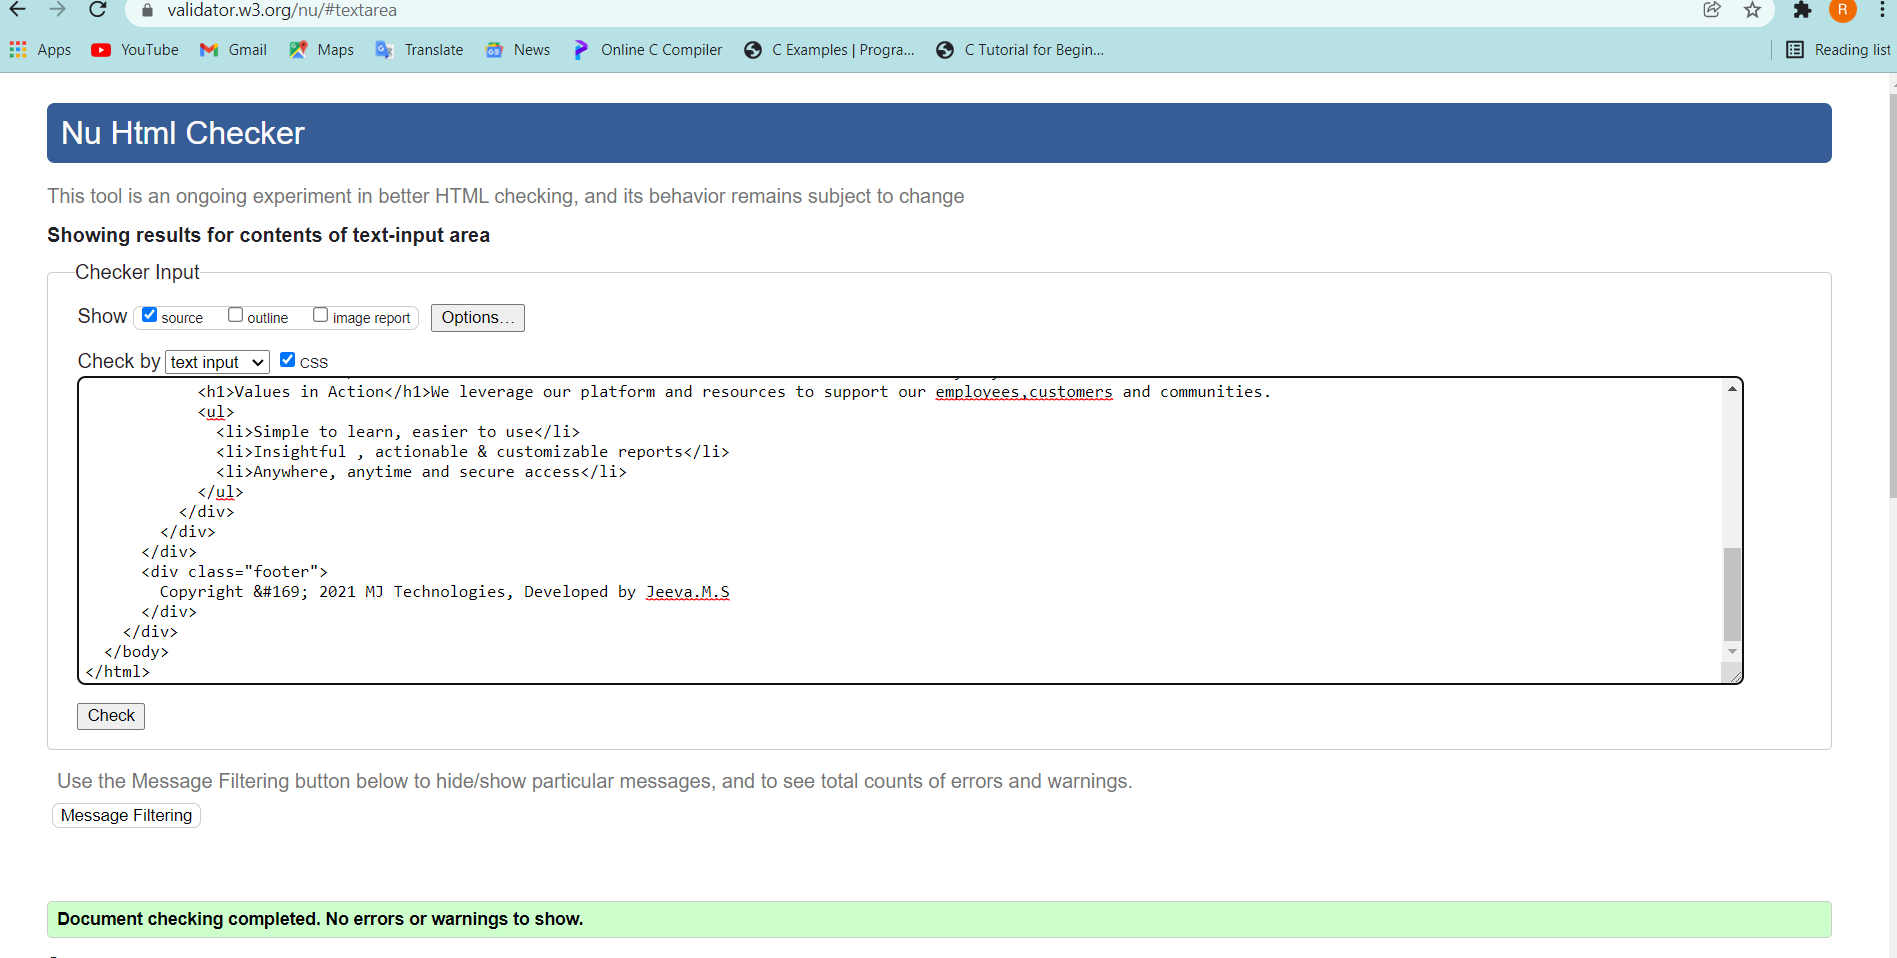 validator.w3.org/nu/#textarea
R
Apps YouTube Gmail Maps Translate News Online C Compiler C Examples | Progra... C Tutorial for Begin... Reading list
Nu Html Checker
This tool is an ongoing experiment in better HTML checking, and its behavior remains subject to change
Showing results for contents of text-input area
Checker Input
Show source outline image report Options...
Check by text input CSS
<h1>Values in Action</h1>We leverage our platform and resources to support our employees,customers and communities.
<ul>
<li>Simple to learn, easier to use</li>
<li>Insightful , actionable & customizable reports</li>
<li>Anywhere, anytime and secure access</li>
</ul>
</div>
</div>
</div>
<div class="footer">
Copyright &#169; 2021 MJ Technologies, Developed by Jeeva.M.S
</div>
</div>
</body>
</html>
Check
Use the Message Filtering button below to hide/show particular messages, and to see total counts of errors and warnings.
Message Filtering
Document checking completed. No errors or warnings to show.